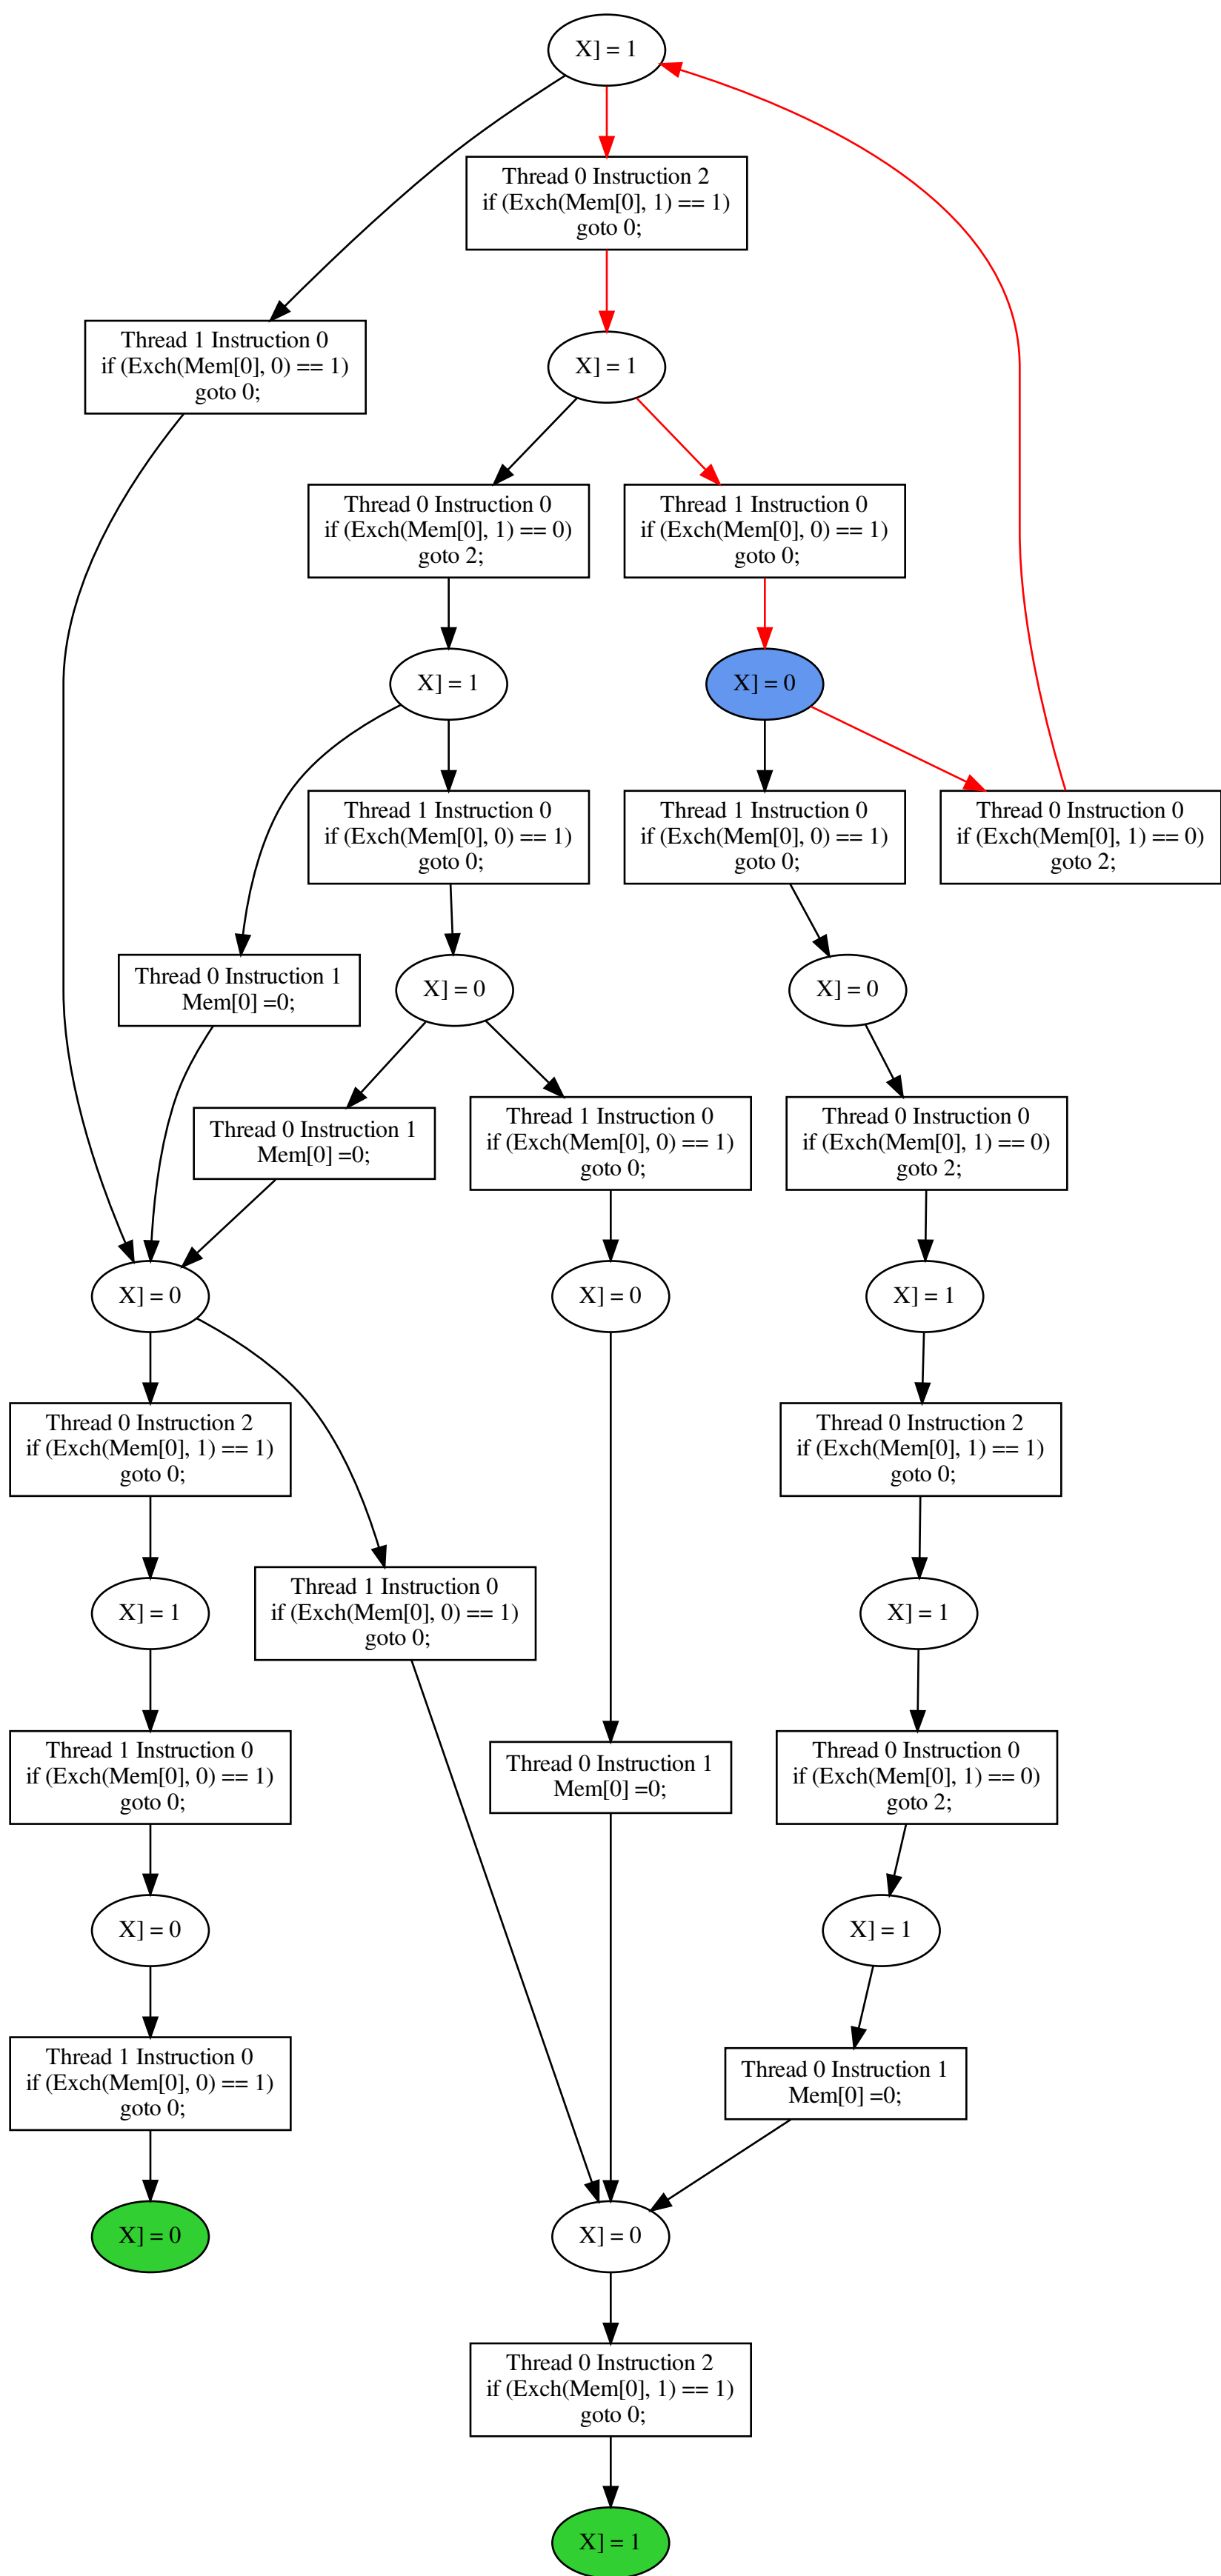 X] = 1
Thread 0 Instruction 2
if (Exch(Mem[0], 1) == 1)
goto 0;
Thread 1 Instruction 0
if (Exch(Mem[0], 0) == 1)
goto 0;
X] = 1
Thread 0 Instruction 0
if (Exch(Mem[0], 1) == 0)
goto 2;
Thread 1 Instruction 0
if (Exch(Mem[0], 0) == 1)
goto 0;
X] = 1
X] = 0
Thread 1 Instruction 0
if (Exch(Mem[0], 0) == 1)
goto 0;
Thread 1 Instruction 0
if (Exch(Mem[0], 0) == 1)
goto 0;
Thread 0 Instruction 0
if (Exch(Mem[0], 1) == 0)
goto 2;
Thread 0 Instruction 1
Mem[0] =0;
X] = 0
X] = 0
Thread 0 Instruction 1
Mem[0] =0;
Thread 1 Instruction 0
if (Exch(Mem[0], 0) == 1)
goto 0;
Thread 0 Instruction 0
if (Exch(Mem[0], 1) == 0)
goto 2;
X] = 0
X] = 0
X] = 1
Thread 0 Instruction 2
if (Exch(Mem[0], 1) == 1)
goto 0;
Thread 0 Instruction 2
if (Exch(Mem[0], 1) == 1)
goto 0;
X] = 1
Thread 1 Instruction 0
if (Exch(Mem[0], 0) == 1)
goto 0;
X] = 1
Thread 1 Instruction 0
if (Exch(Mem[0], 0) == 1)
goto 0;
Thread 0 Instruction 1
Mem[0] =0;
Thread 0 Instruction 0
if (Exch(Mem[0], 1) == 0)
goto 2;
X] = 0
X] = 1
Thread 1 Instruction 0
if (Exch(Mem[0], 0) == 1)
goto 0;
Thread 0 Instruction 1
Mem[0] =0;
X] = 0
X] = 0
Thread 0 Instruction 2
if (Exch(Mem[0], 1) == 1)
goto 0;
X] = 1